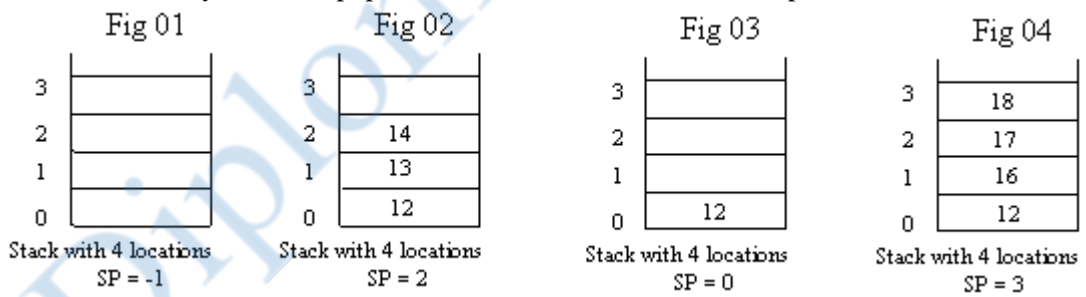 Fig 01
3
2
1
0
Stack with 4 locations
SP = -1
Fig 02
3
2 14
1 13
0 12
Stack with 4 locations
SP = 2
Fig 03
3
2
1
0 12
Stack with 4 locations
SP = 0
Fig 04
3 18
2 17
1 16
0 12
Stack with 4 locations
SP = 3
Diplom